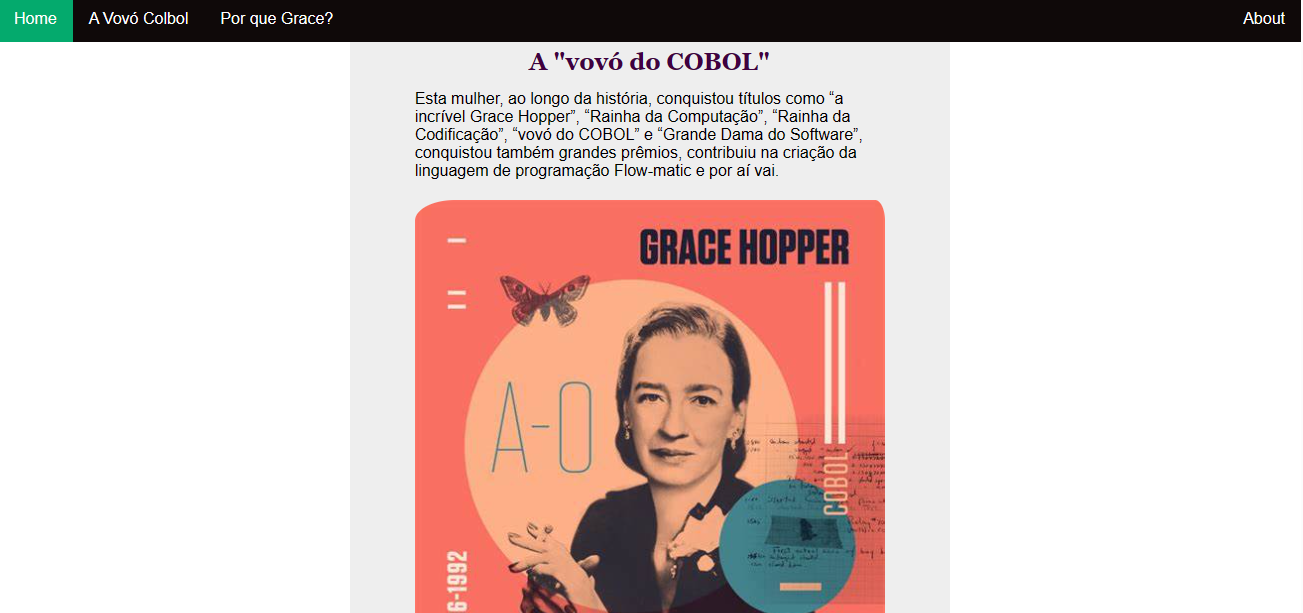 Home A Vovó Colbol Por que Grace? About
A "vovó do COBOL"
Esta mulher, ao longo da história, conquistou títulos como “a
incrível Grace Hopper”, “Rainha da Computação”, “Rainha da
Codificação”, “vovó do COBOL” e “Grande Dama do Software”,
conquistou também grandes prêmios, contribuiu na criação da
linguagem de programação Flow-matic e por aí vai.
GRACE HOPPER
A-O
COBOL
6-1992